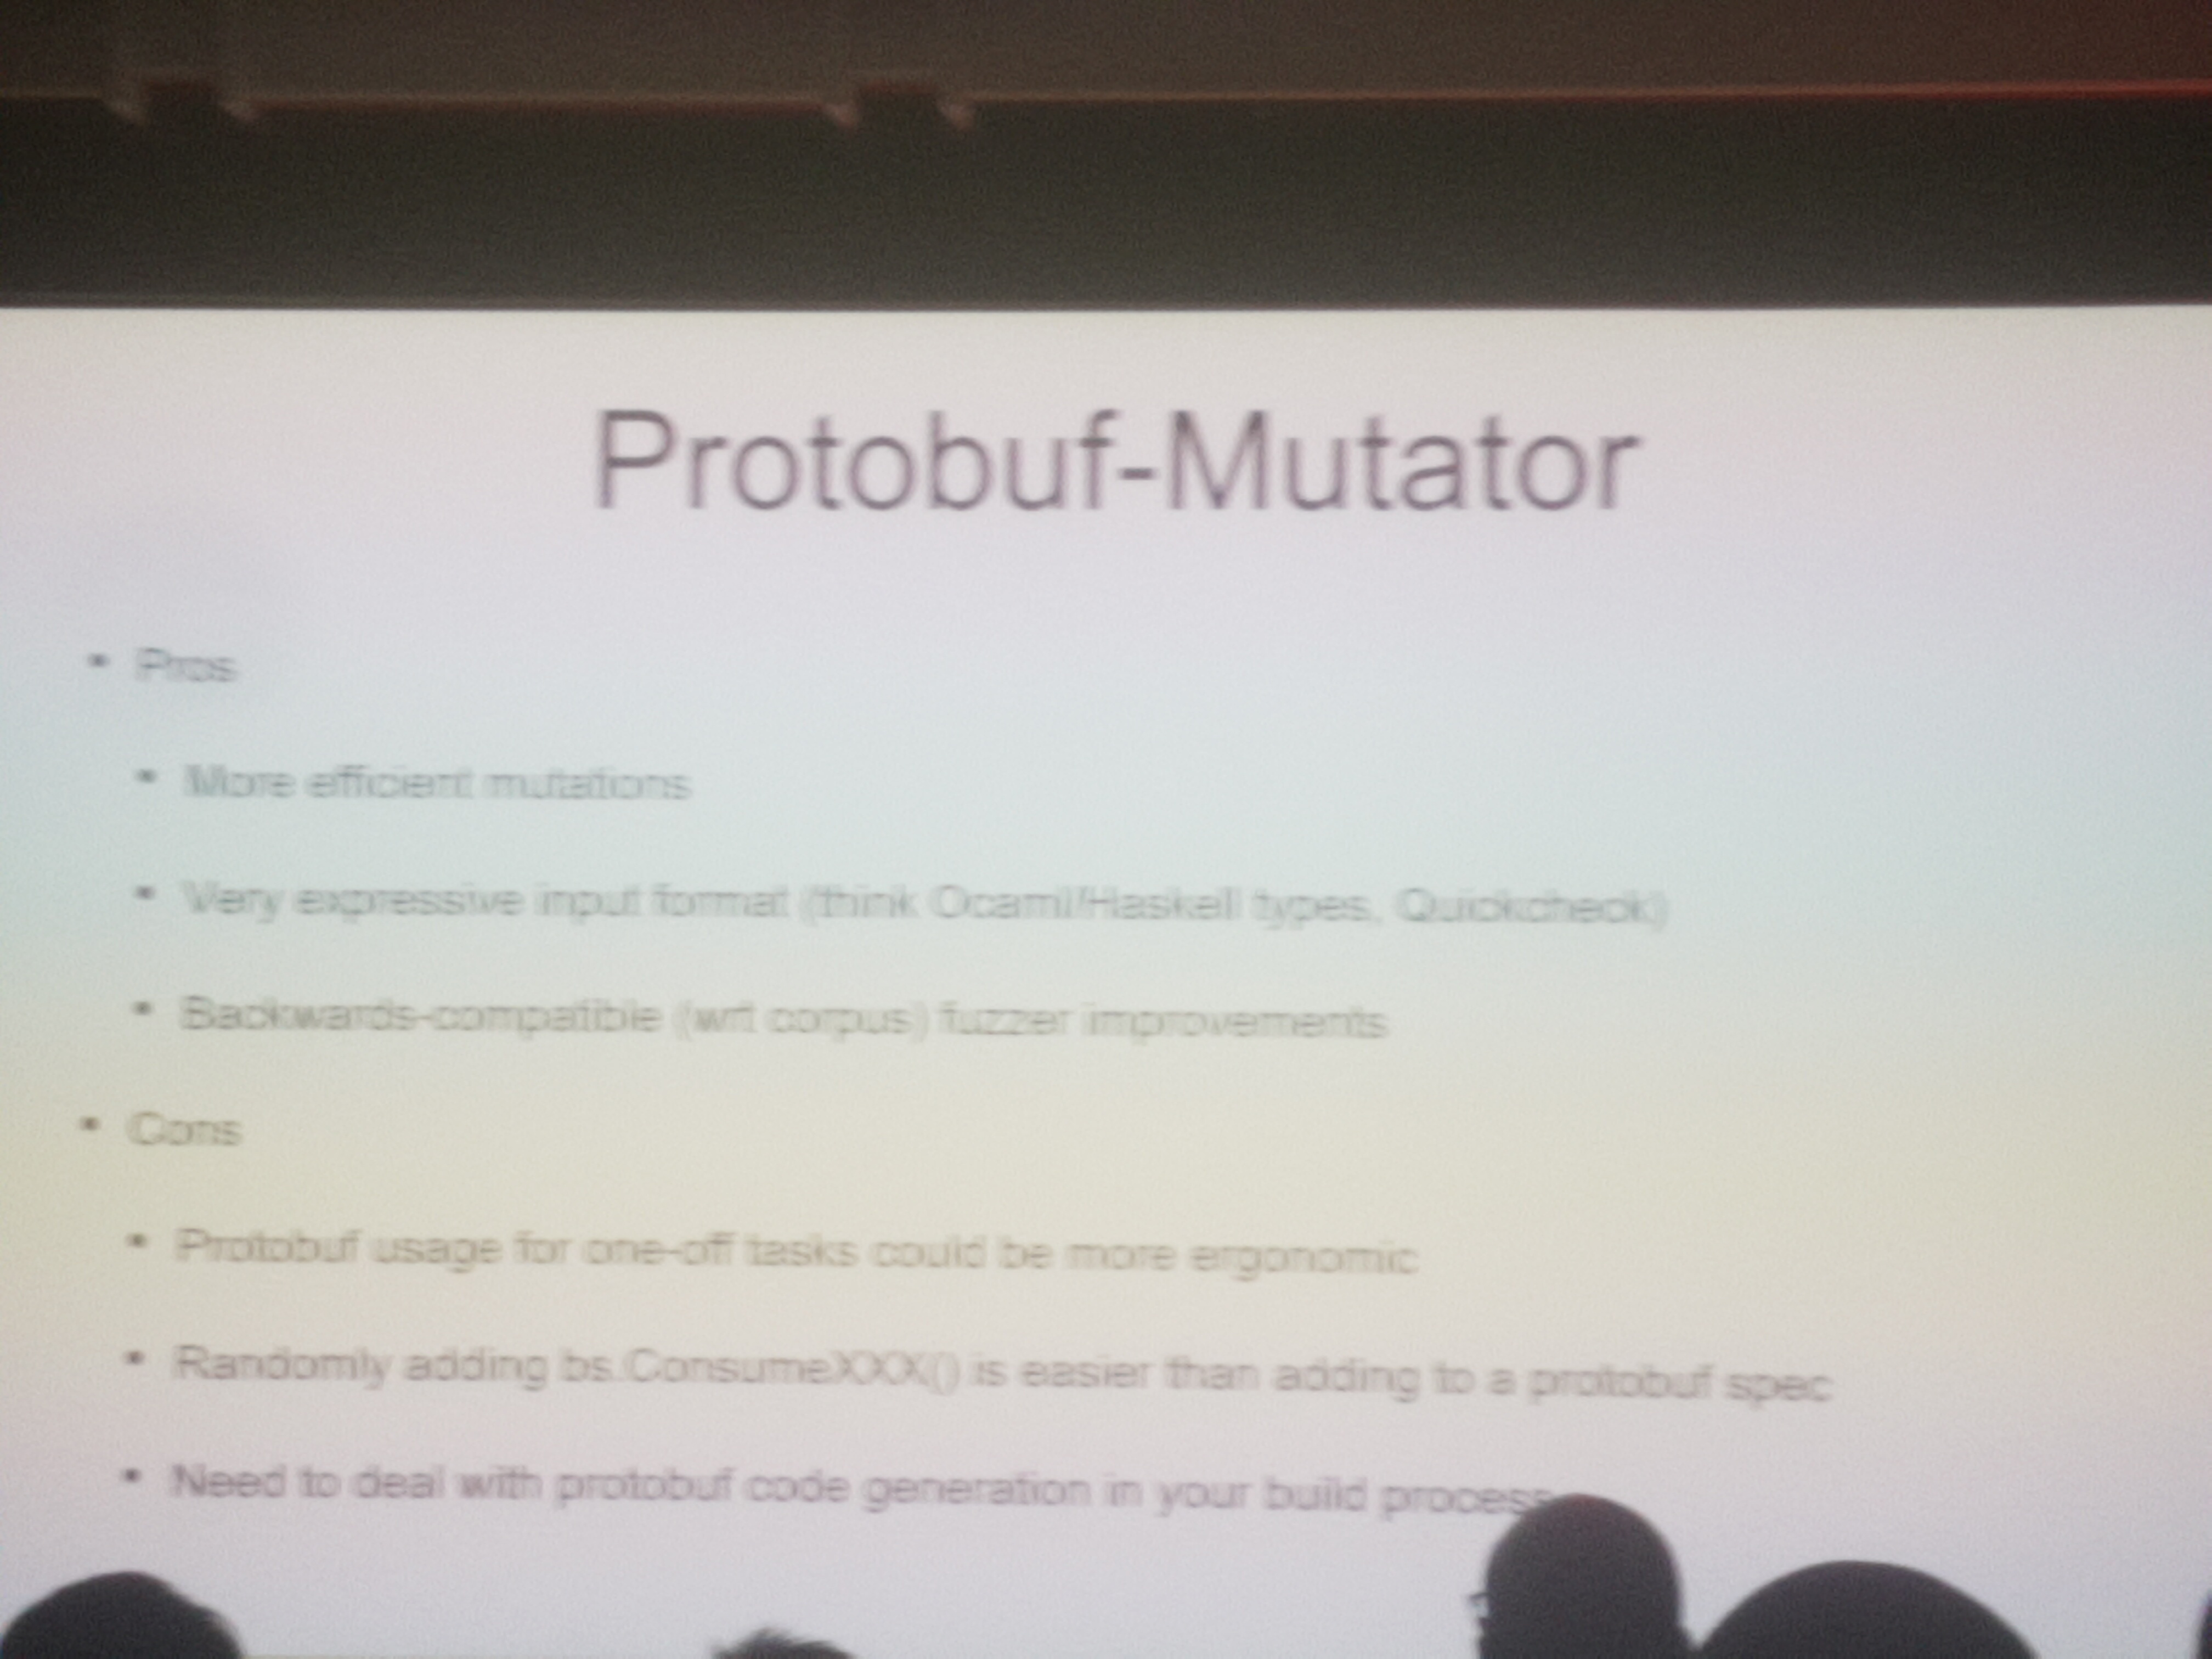 Protobuf-Mutator
• Pros
• More efficient mutations
• Very expressive input format (think Ocaml/Haskell types, Quickcheck)
• Backwards-compatible (wrt corpus) fuzzer improvements
• Cons
• Protobuf usage for one-off tasks could be more ergonomic
• Randomly adding bs.ConsumeXXX() is easier than adding to a protobuf spec
• Need to deal with protobuf code generation in your build process